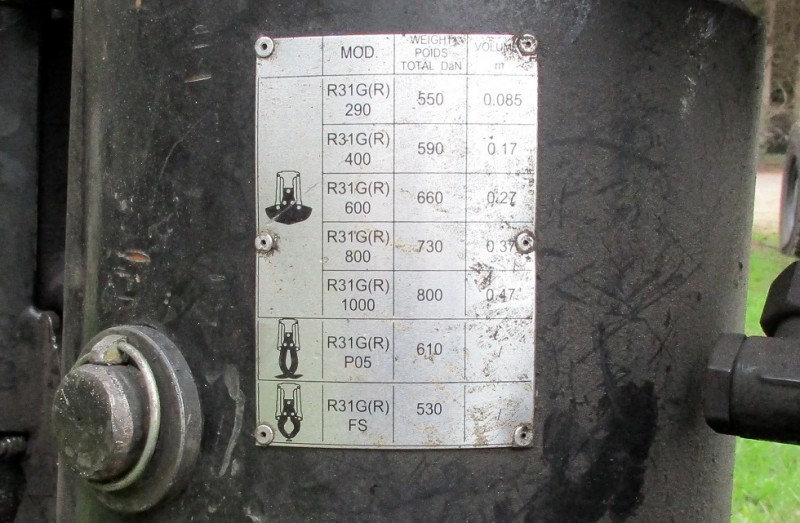 MOD. WEIGHT POIDS TOTAL DaN VOLUME m
R31G(R) 290 550 0.085
R31G(R) 400 590 0.17
R31G(R) 600 660 0.27
R31G(R) 800 730 0.37
R31G(R) 1000 800 0.47
R31G(R) P05 610
R31G(R) FS 530